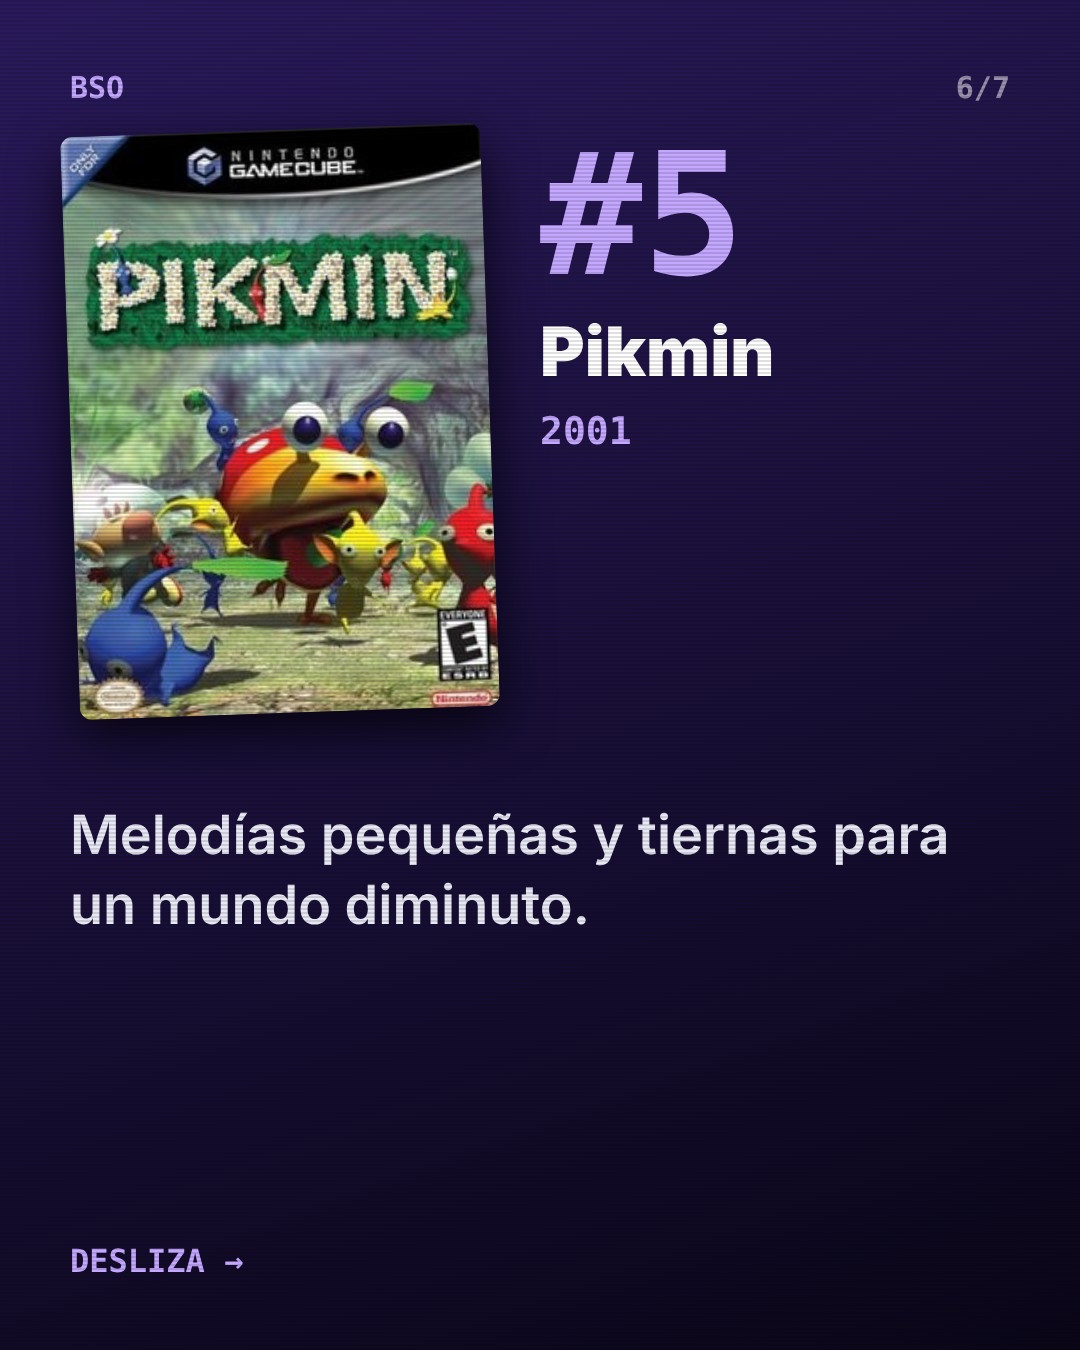 BSO
6/7
ONLY
FOR
NINTENDO
GAMECUBE™
PIKMIN
#5
Pikmin
2001
EVERYONE
E
ESRB
Nintendo
Melodías pequeñas y tiernas para
un mundo diminuto.
DESLIZA →